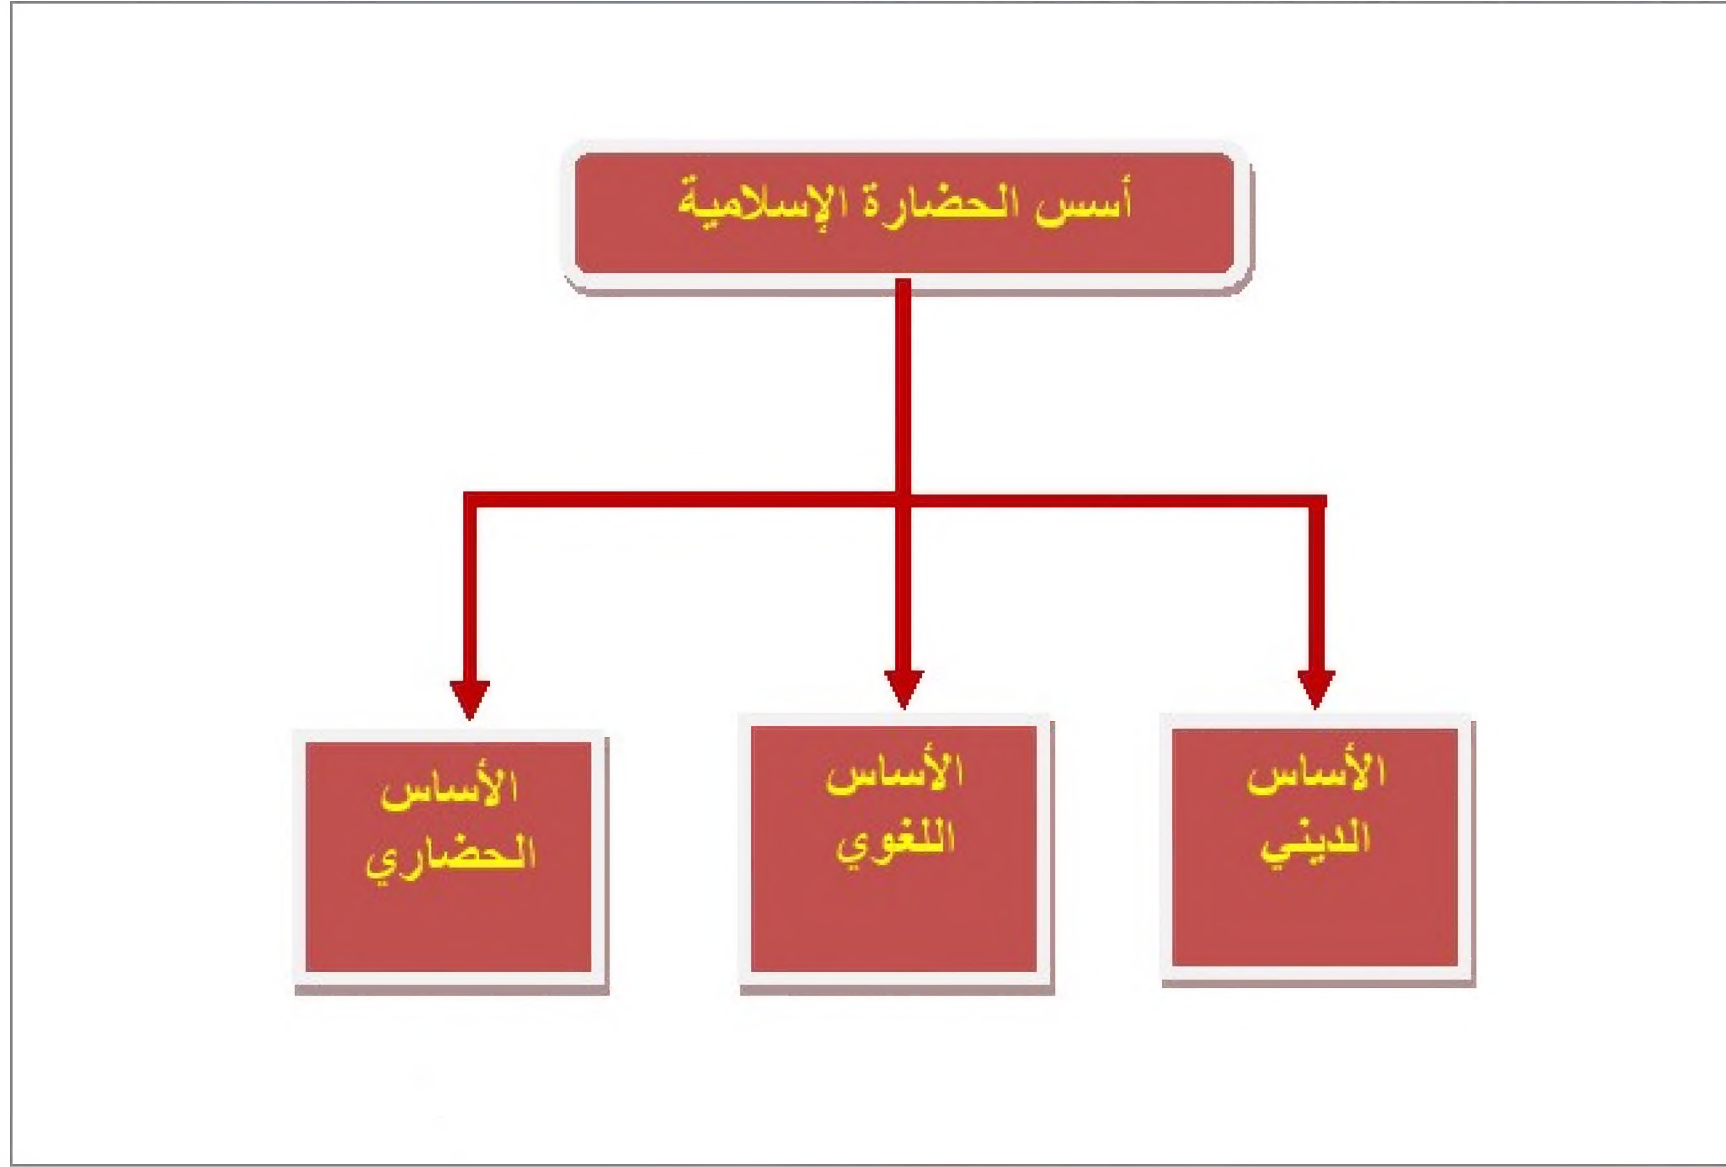 أسس الحضارة الإسلامية
الأساس
الديني
الأساس
اللغوي
الأساس
الحضاري